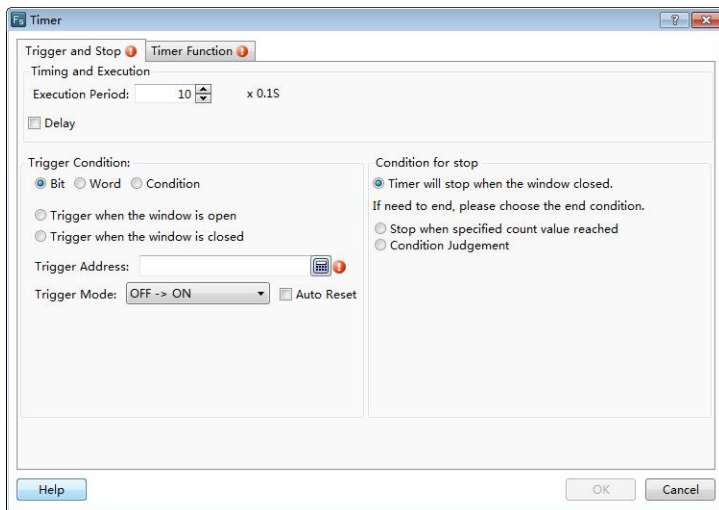 Fs Timer
Trigger and Stop ! Timer Function !
Timing and Execution
Execution Period: 10 x 0.1S
Delay
Trigger Condition:
Bit Word Condition
Trigger when the window is open
Trigger when the window is closed
Trigger Address: !
Trigger Mode: OFF -> ON Auto Reset
Condition for stop
Timer will stop when the window closed.
If need to end, please choose the end condition.
Stop when specified count value reached
Condition Judgement
Help OK Cancel